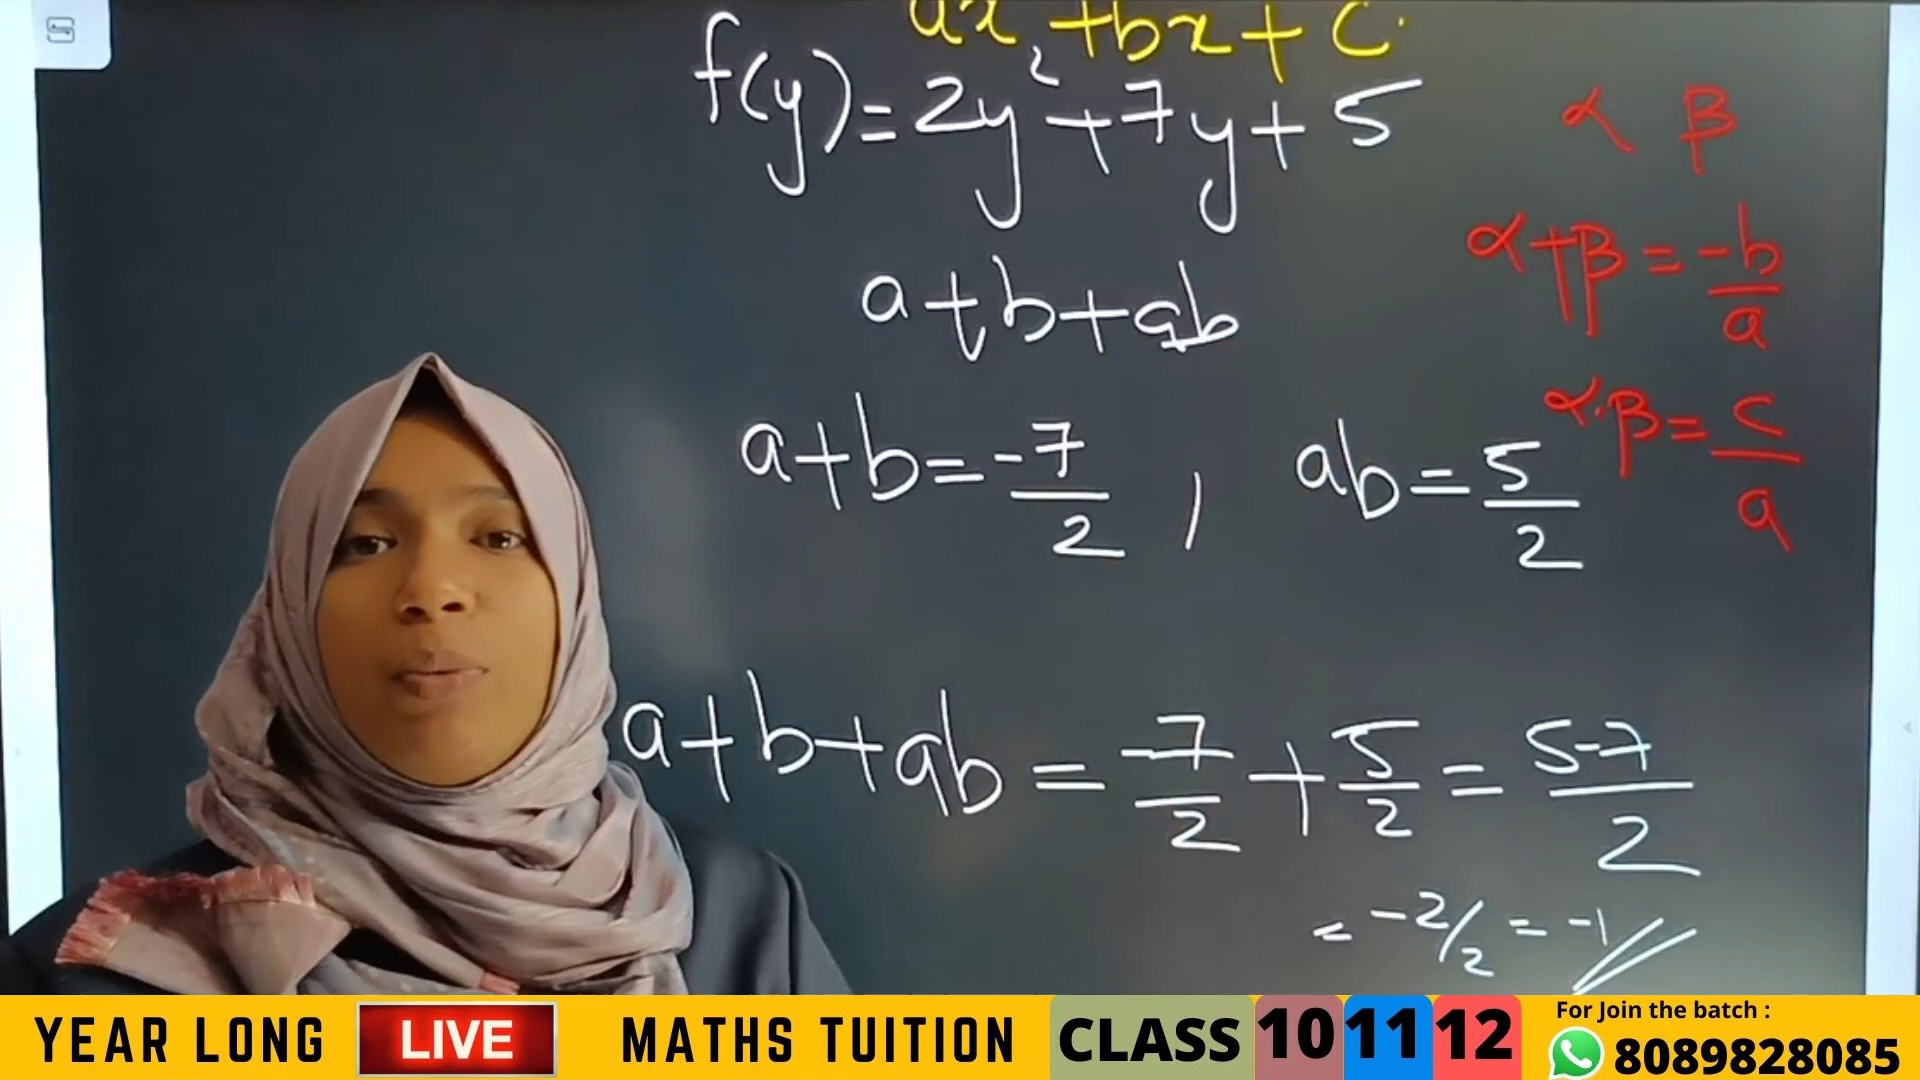 ax² + bx + c
f(y) = 2y² + 7y + 5
α β
α + β = -b/a
a + b + ab
α.β = c/a
a + b = -7/2 , ab = 5/2
a + b + ab = -7/2 + 5/2 = 5-7/2
= -2/2 = -1
YEAR LONG LIVE MATHS TUITION CLASS 10 11 12
For Join the batch :
8089828085